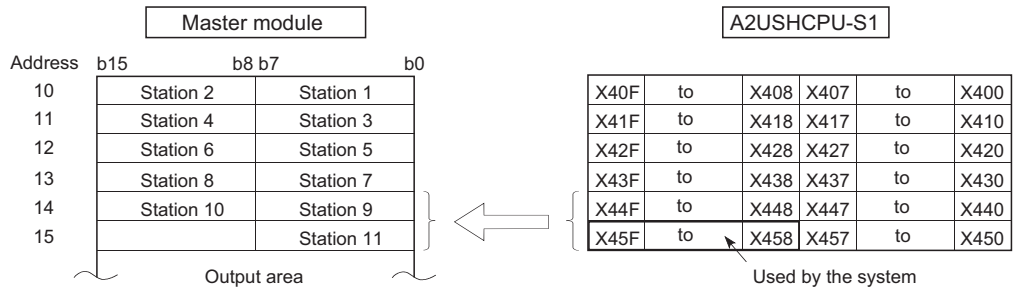 Master module
A2USHCPU-S1
Address b15 b8 b7 b0
10 Station 2 Station 1 X40F to X408 X407 to X400
11 Station 4 Station 3 X41F to X418 X417 to X410
12 Station 6 Station 5 X42F to X428 X427 to X420
13 Station 8 Station 7 X43F to X438 X437 to X430
14 Station 10 Station 9 X44F to X448 X447 to X440
15 Station 11 X45F to X458 X457 to X450
Output area
Used by the system